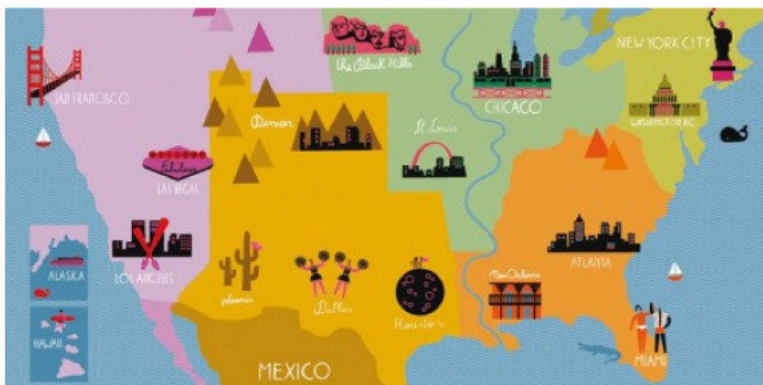 SAN FRANCISCO
the Black Hills
CHICAGO
NEW YORK CITY
WASHINGTON D.C.
Denver
St Louis
Fabulous
LAS VEGAS
LOS ANGELES
ALASKA
HAWAII
phoenix
Dallas
Houston
New Orleans
ATLANTA
MIAMI
MEXICO